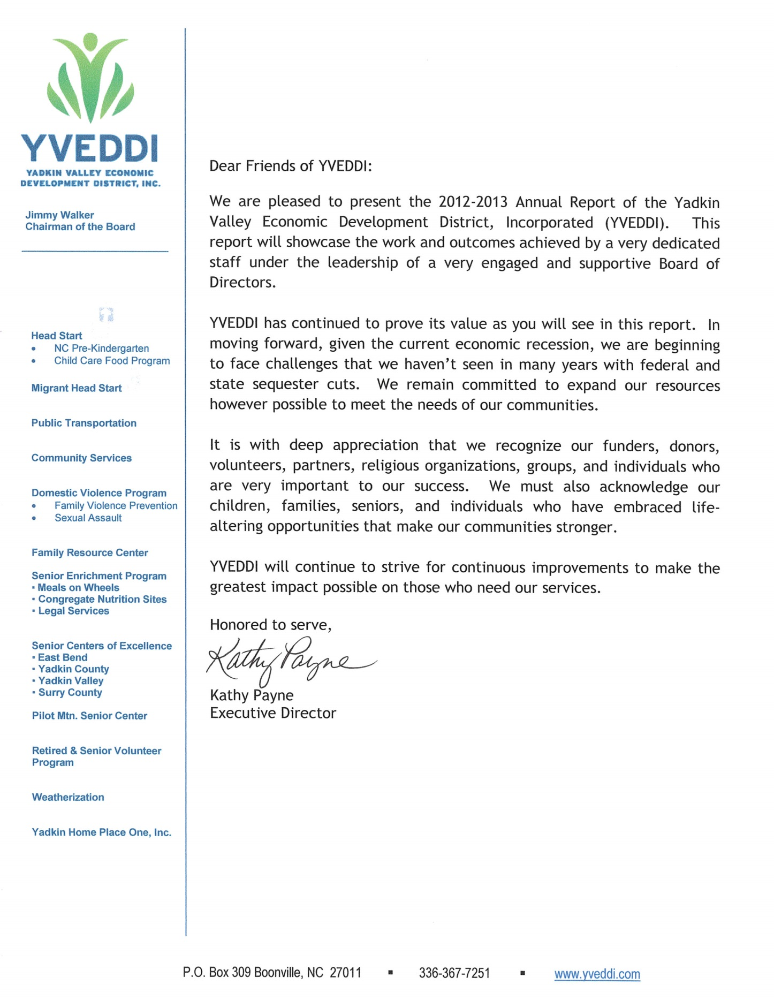 YVEDDI
YADKIN VALLEY ECONOMIC
DEVELOPMENT DISTRICT, INC.
Jimmy Walker
Chairman of the Board
Head Start
• NC Pre-Kindergarten
• Child Care Food Program
Migrant Head Start
Public Transportation
Community Services
Domestic Violence Program
• Family Violence Prevention
• Sexual Assault
Family Resource Center
Senior Enrichment Program
▪ Meals on Wheels
▪ Congregate Nutrition Sites
▪ Legal Services
Senior Centers of Excellence
▪ East Bend
▪ Yadkin County
▪ Yadkin Valley
▪ Surry County
Pilot Mtn. Senior Center
Retired & Senior Volunteer
Program
Weatherization
Yadkin Home Place One, Inc.
Dear Friends of YVEDDI:
We are pleased to present the 2012-2013 Annual Report of the Yadkin
Valley Economic Development District, Incorporated (YVEDDI). This
report will showcase the work and outcomes achieved by a very dedicated
staff under the leadership of a very engaged and supportive Board of
Directors.
YVEDDI has continued to prove its value as you will see in this report. In
moving forward, given the current economic recession, we are beginning
to face challenges that we haven't seen in many years with federal and
state sequester cuts. We remain committed to expand our resources
however possible to meet the needs of our communities.
It is with deep appreciation that we recognize our funders, donors,
volunteers, partners, religious organizations, groups, and individuals who
are very important to our success. We must also acknowledge our
children, families, seniors, and individuals who have embraced life-
altering opportunities that make our communities stronger.
YVEDDI will continue to strive for continuous improvements to make the
greatest impact possible on those who need our services.
Honored to serve,
Kathy Payne
Kathy Payne
Executive Director
P.O. Box 309 Boonville, NC 27011 ▪ 336-367-7251 ▪ www.yveddi.com